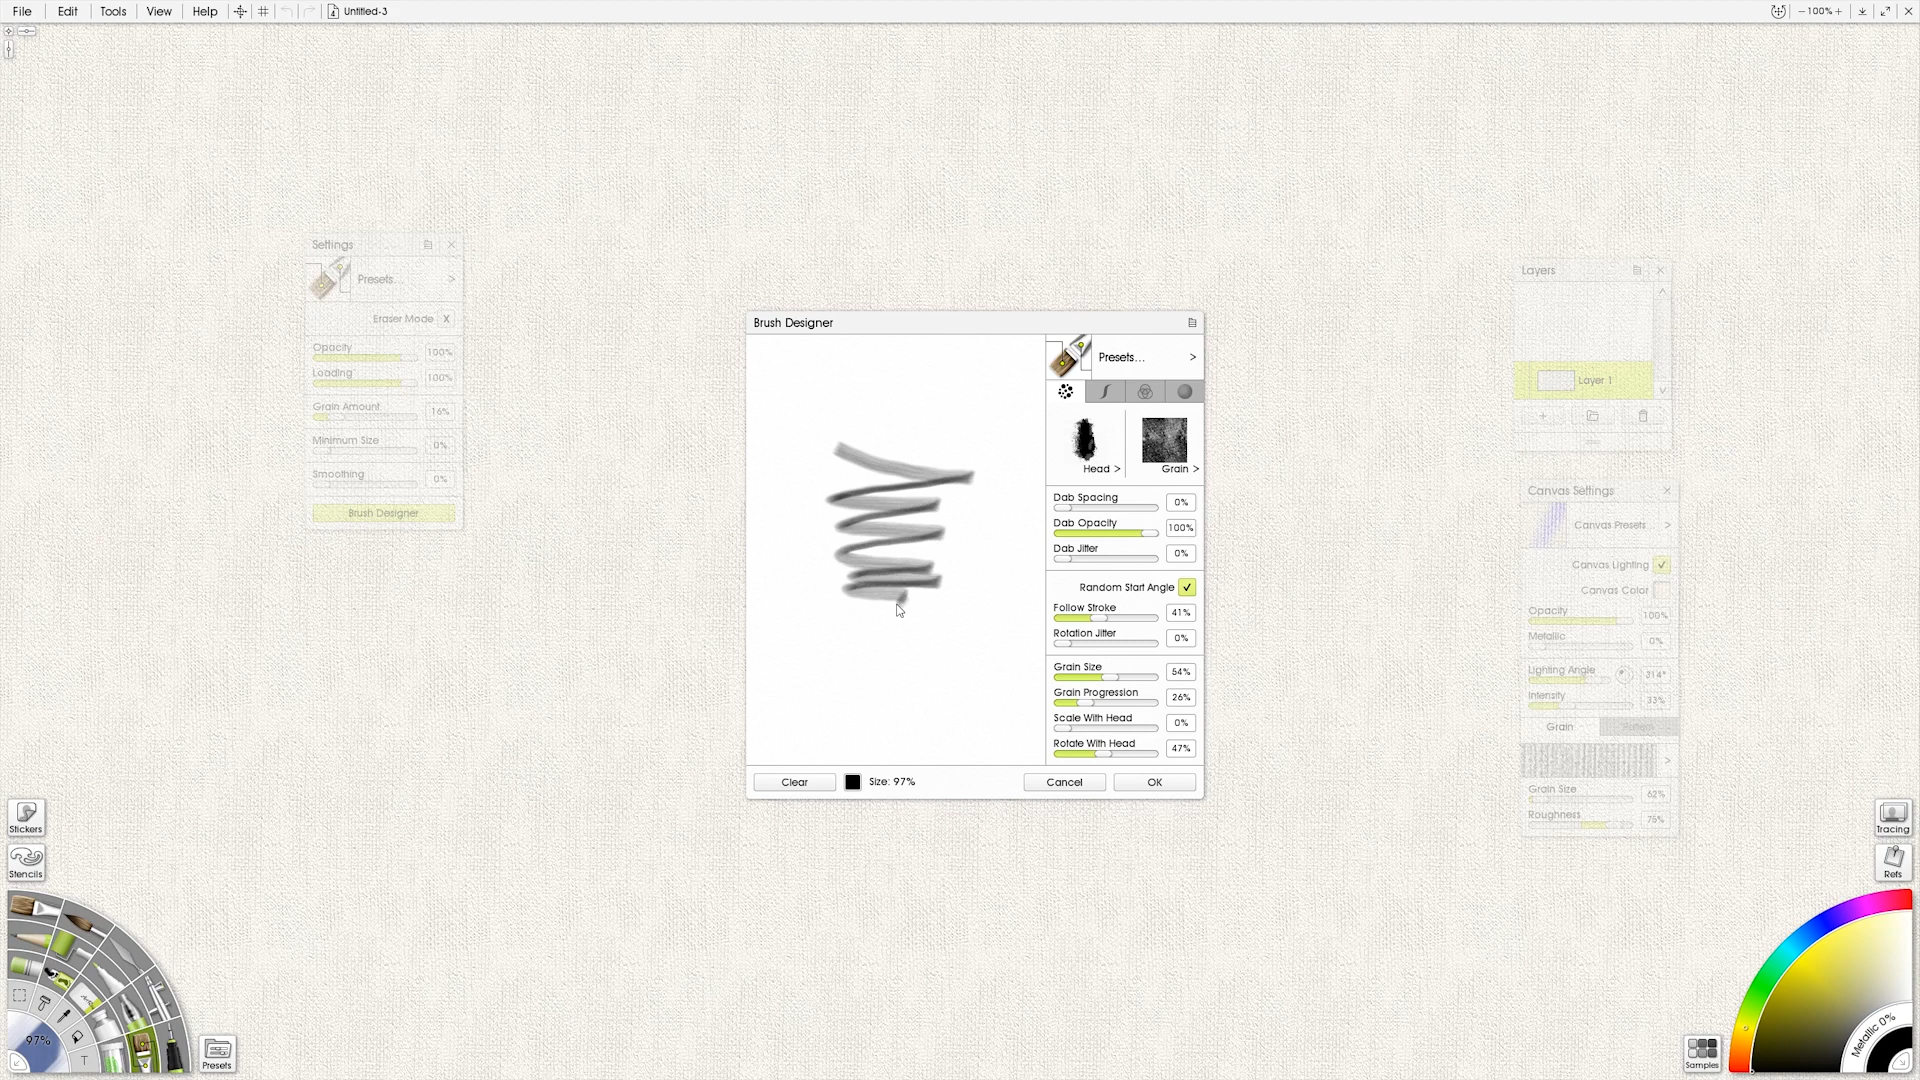 File Edit Tools View Help Untitled-3 − 100% +
Settings
Presets... >
Eraser Mode X
Opacity 100%
Loading 100%
Grain Amount 16%
Minimum Size 0%
Smoothing 0%
Brush Designer
Brush Designer
Presets... >
Head > Grain >
Dab Spacing 0%
Dab Opacity 100%
Dab Jitter 0%
Random Start Angle ✓
Follow Stroke 41%
Rotation Jitter 0%
Grain Size 54%
Grain Progression 26%
Scale With Head 0%
Rotate With Head 47%
Clear Size: 97% Cancel OK
Layers
Layer 1
Canvas Settings
Canvas Presets... >
Canvas Lighting ✓
Canvas Color
Opacity 100%
Metallic 0%
Lighting Angle 314°
Intensity 33%
Grain
Grain Size 62%
Roughness 75%
Stickers
Stencils
97%
T
Presets
Tracing
Refs
Metallic 0%
Samples